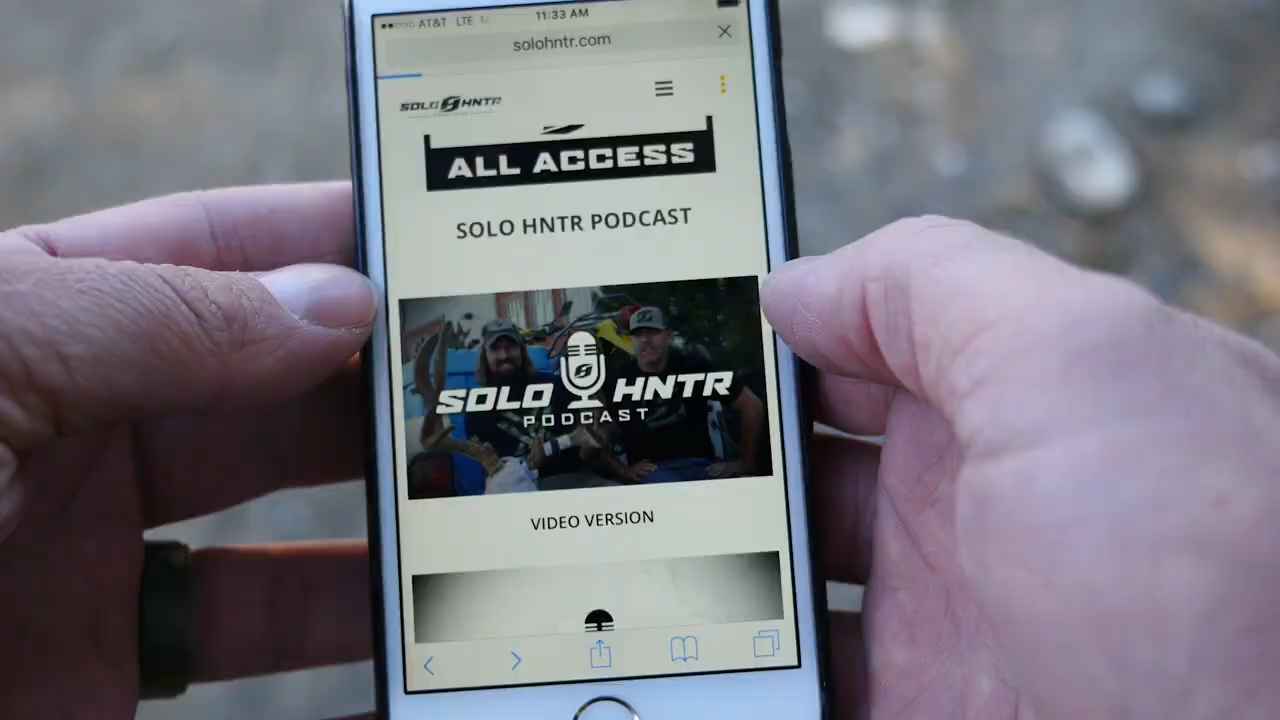 AT&T LTE 11:33 AM
solohntr.com
SOLO HNTR
ALL ACCESS
SOLO HNTR PODCAST
SOLO HNTR
PODCAST
VIDEO VERSION